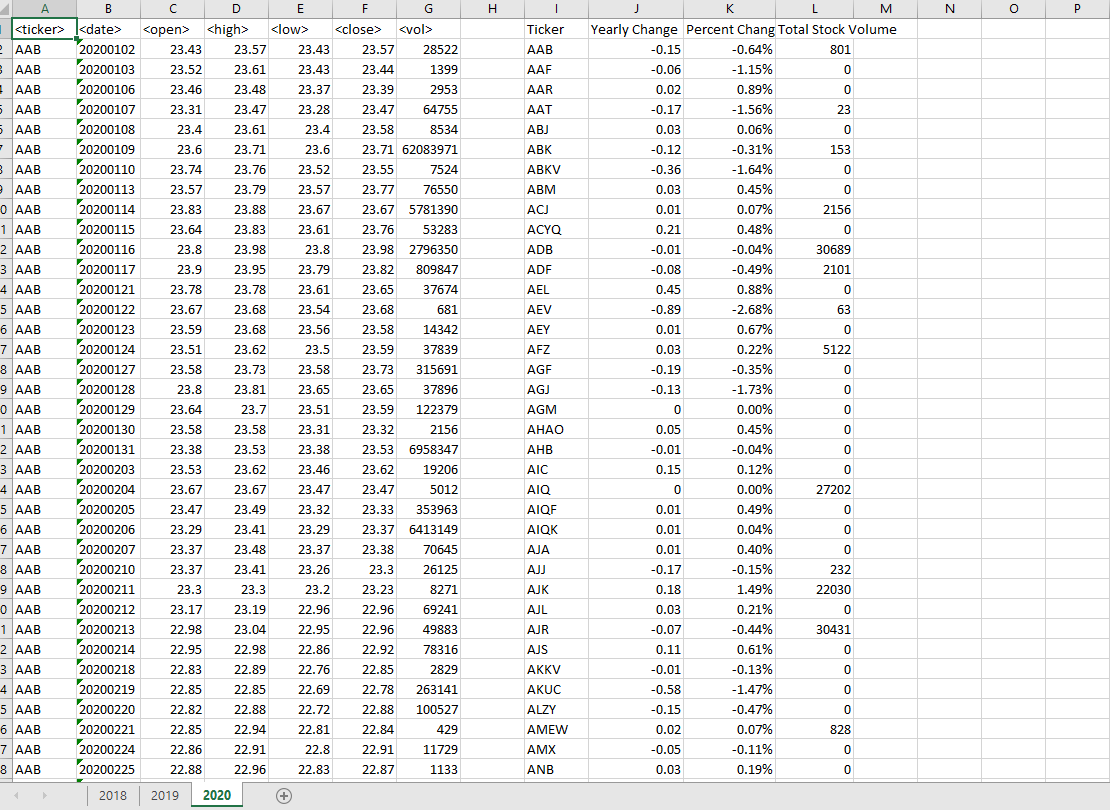 A B C D E F G H I J K L M N O P
<ticker> <date> <open> <high> <low> <close> <vol> Ticker Yearly Change Percent Chang Total Stock Volume
2 AAB 20200102 23.43 23.57 23.43 23.57 28522 AAB -0.15 -0.64% 801
3 AAB 20200103 23.52 23.61 23.43 23.44 1399 AAF -0.06 -1.15% 0
4 AAB 20200106 23.46 23.48 23.37 23.39 2953 AAR 0.02 0.89% 0
5 AAB 20200107 23.31 23.47 23.28 23.47 64755 AAT -0.17 -1.56% 23
6 AAB 20200108 23.4 23.61 23.4 23.58 8534 ABJ 0.03 0.06% 0
7 AAB 20200109 23.6 23.71 23.6 23.71 62083971 ABK -0.12 -0.31% 153
8 AAB 20200110 23.74 23.76 23.52 23.55 7524 ABKV -0.36 -1.64% 0
9 AAB 20200113 23.57 23.79 23.57 23.77 76550 ABM 0.03 0.45% 0
0 AAB 20200114 23.83 23.88 23.67 23.67 5781390 ACJ 0.01 0.07% 2156
1 AAB 20200115 23.64 23.83 23.61 23.76 53283 ACYQ 0.21 0.48% 0
2 AAB 20200116 23.8 23.98 23.8 23.98 2796350 ADB -0.01 -0.04% 30689
3 AAB 20200117 23.9 23.95 23.79 23.82 809847 ADF -0.08 -0.49% 2101
4 AAB 20200121 23.78 23.78 23.61 23.65 37674 AEL 0.45 0.88% 0
5 AAB 20200122 23.67 23.68 23.54 23.68 681 AEV -0.89 -2.68% 63
6 AAB 20200123 23.59 23.68 23.56 23.58 14342 AEY 0.01 0.67% 0
7 AAB 20200124 23.51 23.62 23.5 23.59 37839 AFZ 0.03 0.22% 5122
8 AAB 20200127 23.58 23.73 23.58 23.73 315691 AGF -0.19 -0.35% 0
9 AAB 20200128 23.8 23.81 23.65 23.65 37896 AGJ -0.13 -1.73% 0
0 AAB 20200129 23.64 23.7 23.51 23.59 122379 AGM 0 0.00% 0
1 AAB 20200130 23.58 23.58 23.31 23.32 2156 AHAO 0.05 0.45% 0
2 AAB 20200131 23.38 23.53 23.38 23.53 6958347 AHB -0.01 -0.04% 0
3 AAB 20200203 23.53 23.62 23.46 23.62 19206 AIC 0.15 0.12% 0
4 AAB 20200204 23.67 23.67 23.47 23.47 5012 AIQ 0 0.00% 27202
5 AAB 20200205 23.47 23.49 23.32 23.33 353963 AIQF 0.01 0.49% 0
6 AAB 20200206 23.29 23.41 23.29 23.37 6413149 AIQK 0.01 0.04% 0
7 AAB 20200207 23.37 23.48 23.37 23.38 70645 AJA 0.01 0.40% 0
8 AAB 20200210 23.37 23.41 23.26 23.3 26125 AJJ -0.17 -0.15% 232
9 AAB 20200211 23.3 23.3 23.2 23.23 8271 AJK 0.18 1.49% 22030
0 AAB 20200212 23.17 23.19 22.96 22.96 69241 AJL 0.03 0.21% 0
1 AAB 20200213 22.98 23.04 22.95 22.96 49883 AJR -0.07 -0.44% 30431
2 AAB 20200214 22.95 22.98 22.86 22.92 78316 AJS 0.11 0.61% 0
3 AAB 20200218 22.83 22.89 22.76 22.85 2829 AKKV -0.01 -0.13% 0
4 AAB 20200219 22.85 22.85 22.69 22.78 263141 AKUC -0.58 -1.47% 0
5 AAB 20200220 22.82 22.88 22.72 22.88 100527 ALZY -0.15 -0.47% 0
6 AAB 20200221 22.85 22.94 22.81 22.84 429 AMEW 0.02 0.07% 828
7 AAB 20200224 22.86 22.91 22.8 22.91 11729 AMX -0.05 -0.11% 0
8 AAB 20200225 22.88 22.96 22.83 22.87 1133 ANB 0.03 0.19% 0
2018 2019 2020